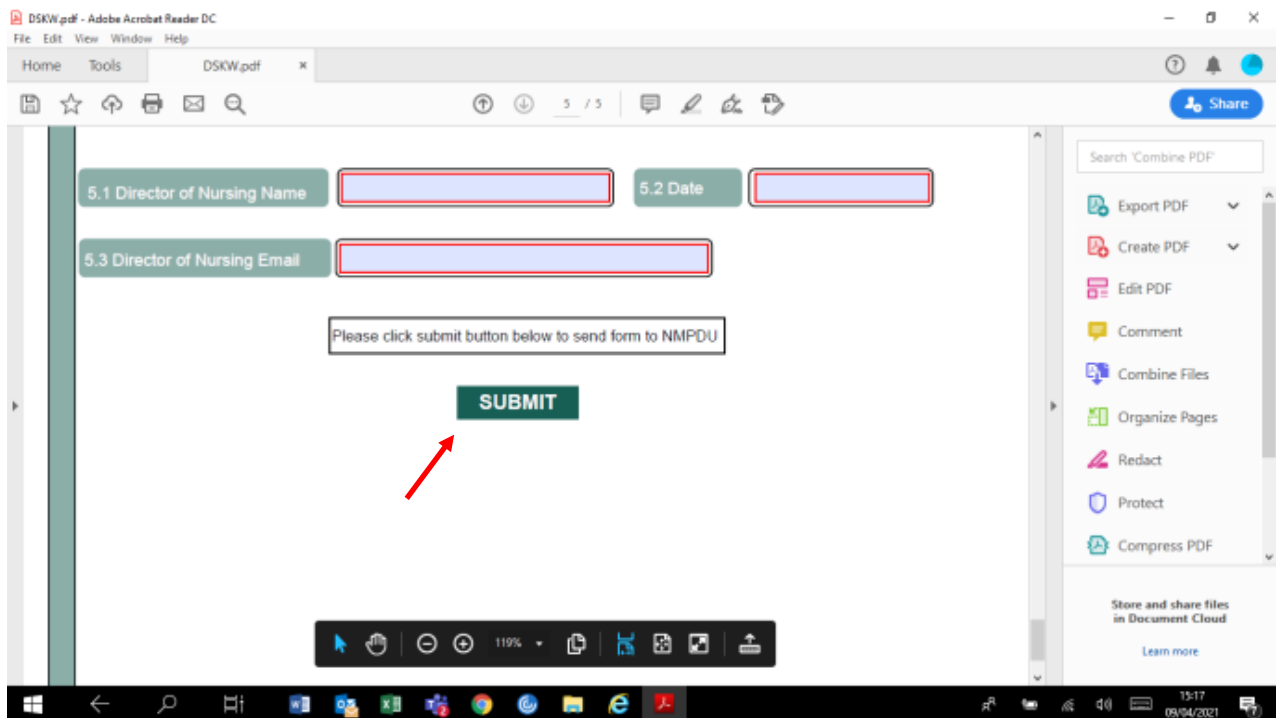 DSKW.pdf - Adobe Acrobat Reader DC
File Edit View Window Help
Home Tools DSKW.pdf ×
5 / 5
Share
Search 'Combine PDF'
5.1 Director of Nursing Name
5.2 Date
5.3 Director of Nursing Email
Please click submit button below to send form to NMPDU
SUBMIT
Export PDF
Create PDF
Edit PDF
Comment
Combine Files
Organize Pages
Redact
Protect
Compress PDF
Store and share files
in Document Cloud
Learn more
119%
15:17
09/04/2021